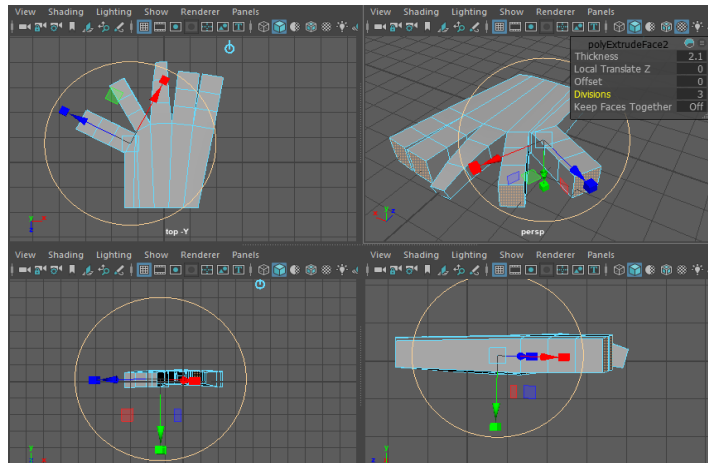 View Shading Lighting Show Renderer Panels
View Shading Lighting Show Renderer Panels
polyExtrudeFace2
Thickness 2.1
Local Translate Z 0
Offset 0
Divisions 3
Keep Faces Together Off
top -Y
persp
y x
z
y z
x
View Shading Lighting Show Renderer Panels
View Shading Lighting Show Renderer Panels
y
y